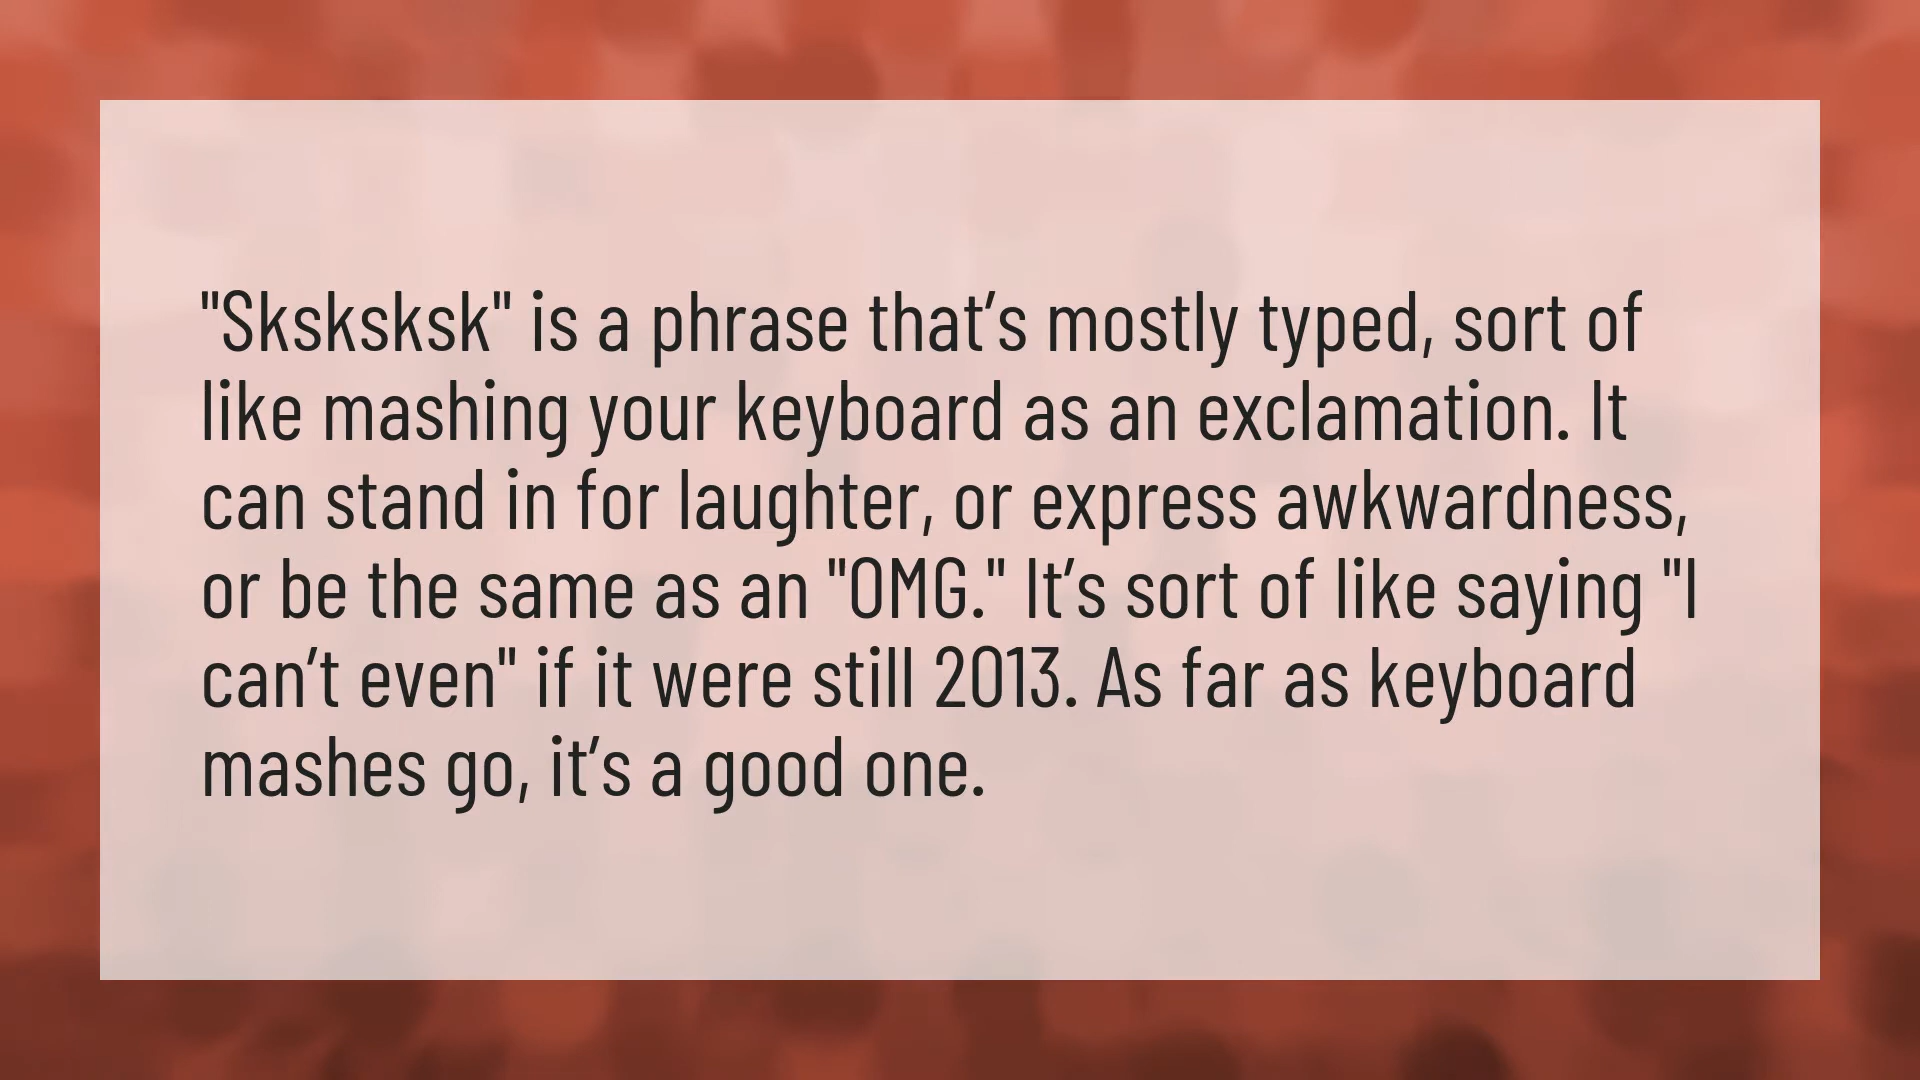 "Sksksksk" is a phrase that’s mostly typed, sort of
like mashing your keyboard as an exclamation. It
can stand in for laughter, or express awkwardness,
or be the same as an "OMG." It’s sort of like saying "I
can’t even" if it were still 2013. As far as keyboard
mashes go, it’s a good one.